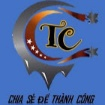 TC
CHIA SẺ ĐỂ THÀNH CÔNG